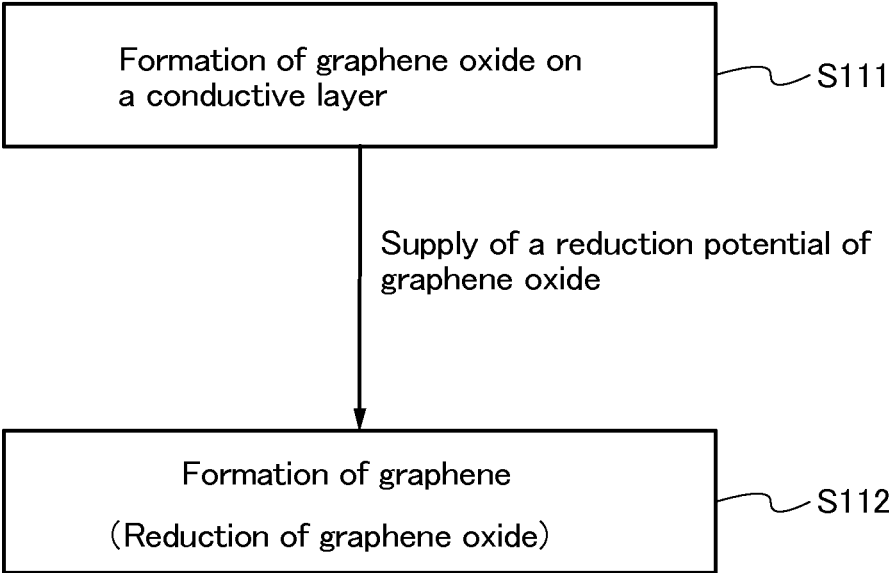 Formation of graphene oxide on
a conductive layer
S111
Supply of a reduction potential of
graphene oxide
Formation of graphene
(Reduction of graphene oxide)
S112